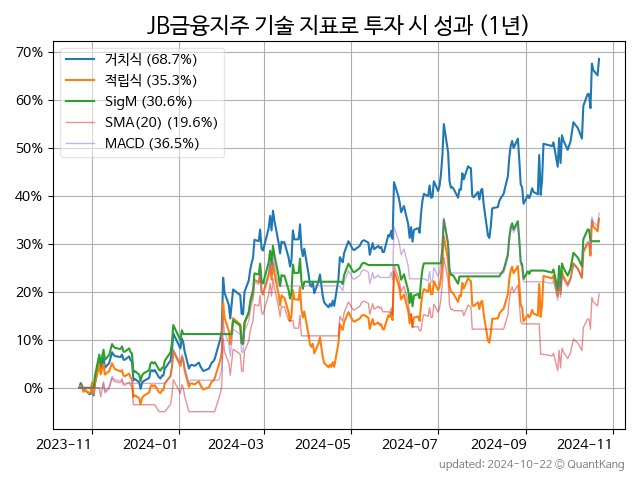 JB금융지주 기술 지표로 투자 시 성과 (1년)
거치식 (68.7%)
적립식 (35.3%)
SigM (30.6%)
SMA(20) (19.6%)
MACD (36.5%)
70%
60%
50%
40%
30%
20%
10%
0%
2023-11 2024-01 2024-03 2024-05 2024-07 2024-09 2024-11
updated: 2024-10-22 © QuantKang